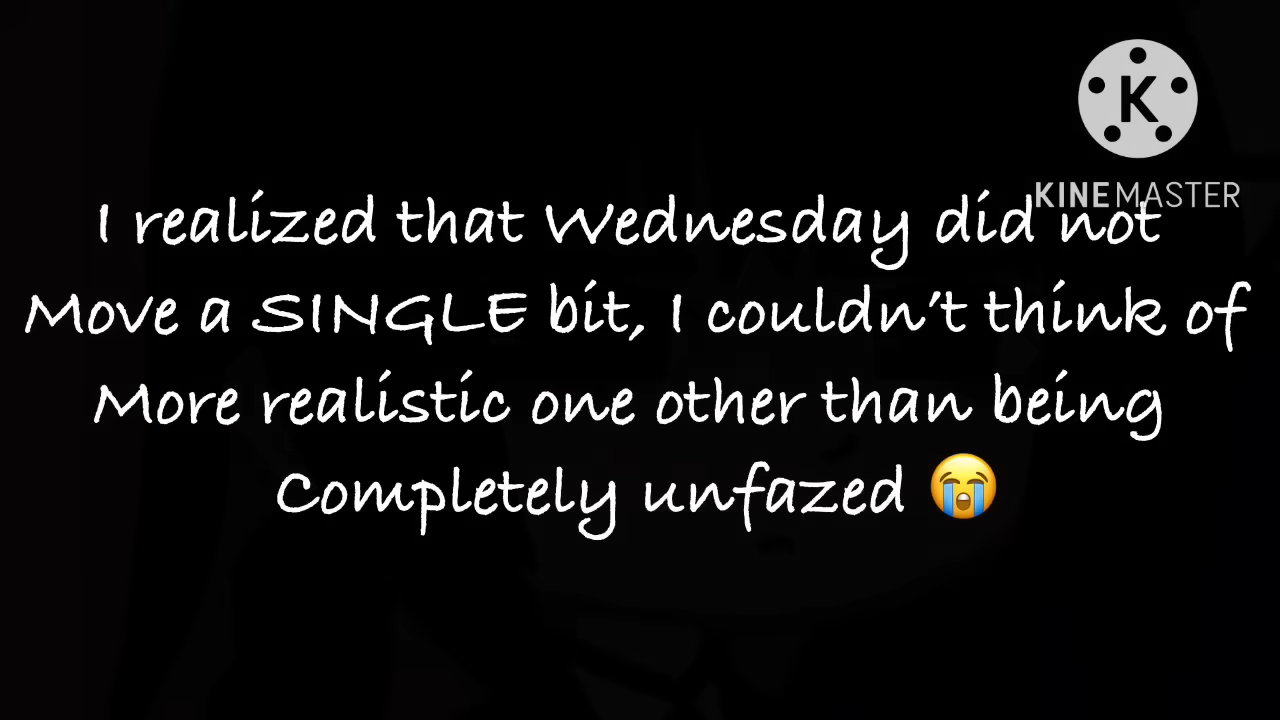 K
KINEMASTER
I realized that Wednesday did not
Move a SINGLE bit, I couldn't think of
More realistic one other than being
Completely unfazed 😭